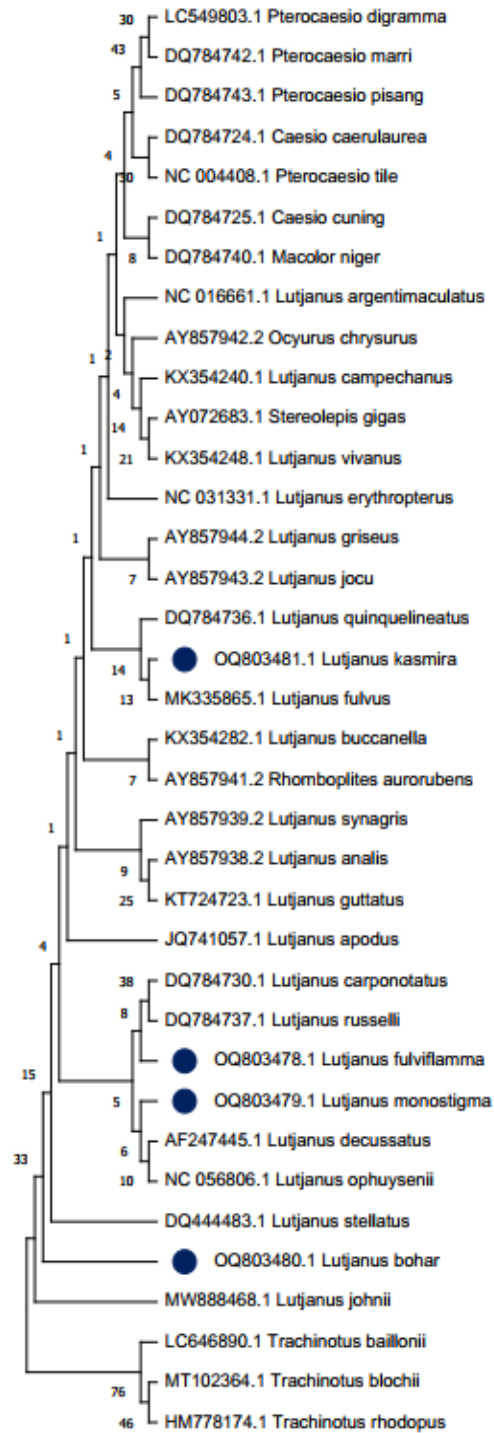 30 LC549803.1 Pterocaesio digramma
43 DQ784742.1 Pterocaesio marri
5 DQ784743.1 Pterocaesio pisang
DQ784724.1 Caesio caerulaurea
4
30 NC 004408.1 Pterocaesio tile
DQ784725.1 Caesio cuning
1
8 DQ784740.1 Macolor niger
NC 016661.1 Lutjanus argentimaculatus
AY857942.2 Ocyurus chrysurus
1 2
KX354240.1 Lutjanus campechanus
4
AY072683.1 Stereolepis gigas
14
21 KX354248.1 Lutjanus vivanus
1
NC 031331.1 Lutjanus erythropterus
1 AY857944.2 Lutjanus griseus
7 AY857943.2 Lutjanus jocu
DQ784736.1 Lutjanus quinquelineatus
1
OQ803481.1 Lutjanus kasmira
14
13 MK335865.1 Lutjanus fulvus
1 KX354282.1 Lutjanus buccanella
7 AY857941.2 Rhomboplites aurorubens
AY857939.2 Lutjanus synagris
1
AY857938.2 Lutjanus analis
9
25 KT724723.1 Lutjanus guttatus
JQ741057.1 Lutjanus apodus
4
38 DQ784730.1 Lutjanus carponotatus
8 DQ784737.1 Lutjanus russelli
OQ803478.1 Lutjanus fulviflamma
15
5 OQ803479.1 Lutjanus monostigma
6 AF247445.1 Lutjanus decussatus
33
10 NC 056806.1 Lutjanus ophuysenii
DQ444483.1 Lutjanus stellatus
OQ803480.1 Lutjanus bohar
MW888468.1 Lutjanus johnii
LC646890.1 Trachinotus baillonii
76 MT102364.1 Trachinotus blochii
46 HM778174.1 Trachinotus rhodopus